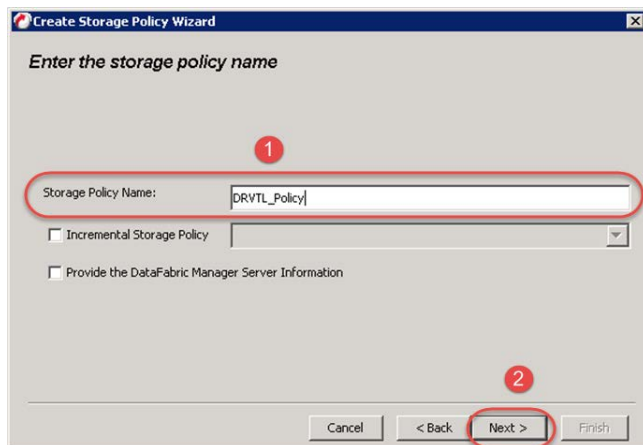 Create Storage Policy Wizard
Enter the storage policy name
1
Storage Policy Name: DRVTL_Policy
Incremental Storage Policy
Provide the DataFabric Manager Server Information
2
Cancel < Back Next > Finish